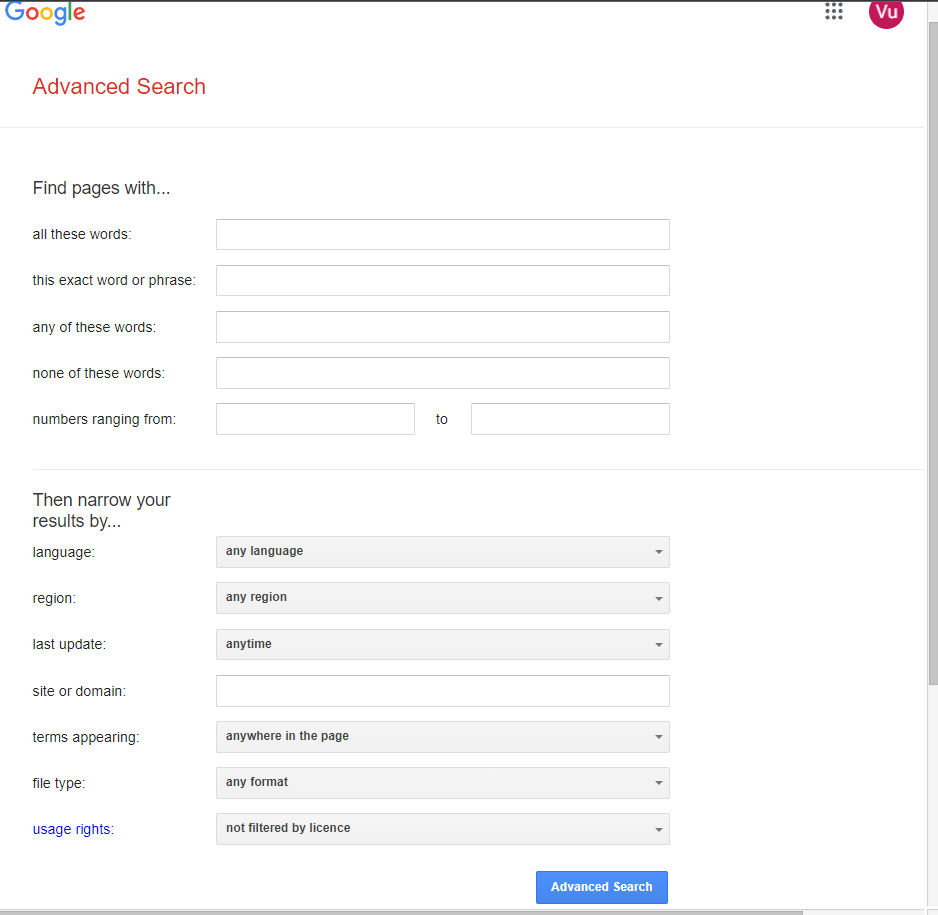 Google
Vu
Advanced Search
Find pages with...
all these words:
this exact word or phrase:
any of these words:
none of these words:
numbers ranging from: to
Then narrow your
results by...
language: any language
region: any region
last update: anytime
site or domain:
terms appearing: anywhere in the page
file type: any format
usage rights: not filtered by licence
Advanced Search